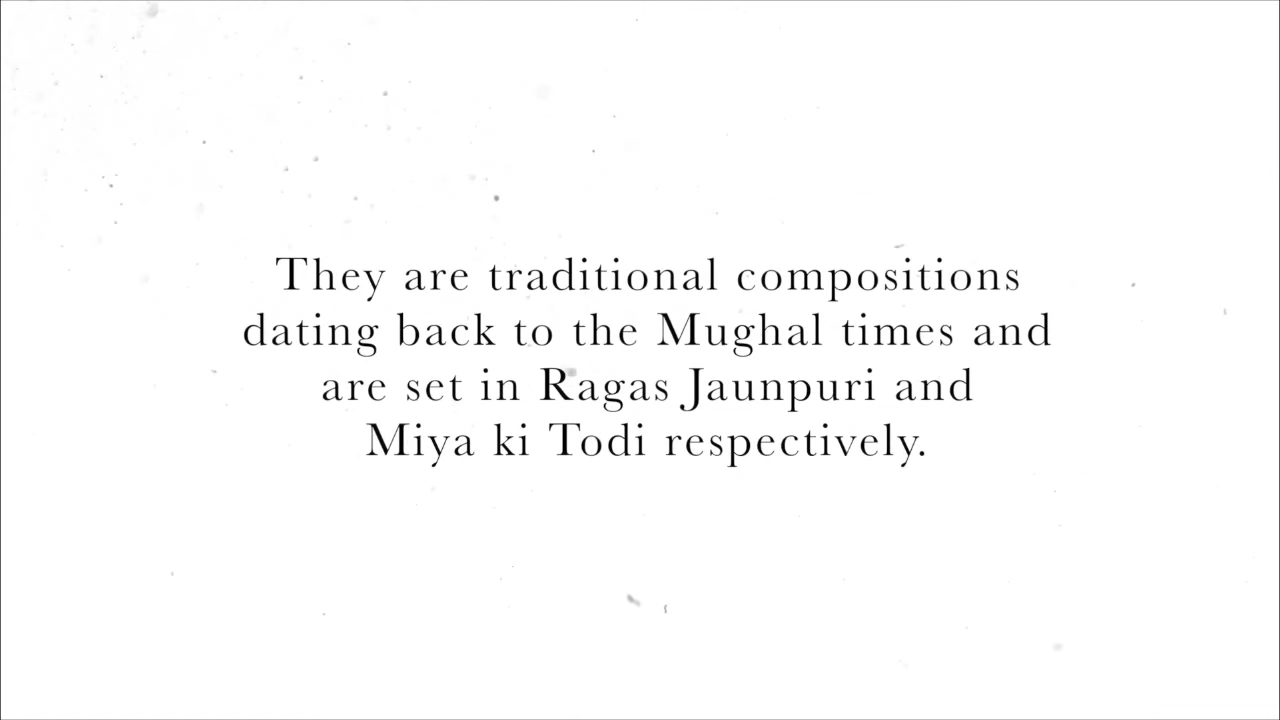 They are traditional compositions
dating back to the Mughal times and
are set in Ragas Jaunpuri and
Miya ki Todi respectively.